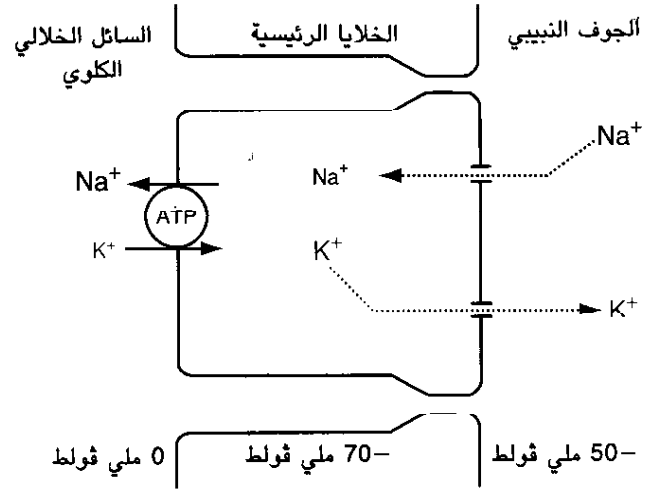 الجوف النبيبي
الخلايا الرئيسية
السائل الخلالي
الكلوي
Na⁺
Na⁺
Na⁺
ATP
K⁺
K⁺
K⁺
−50 ملي ڤولط
−70 ملي ڤولط
0 ملي ڤولط